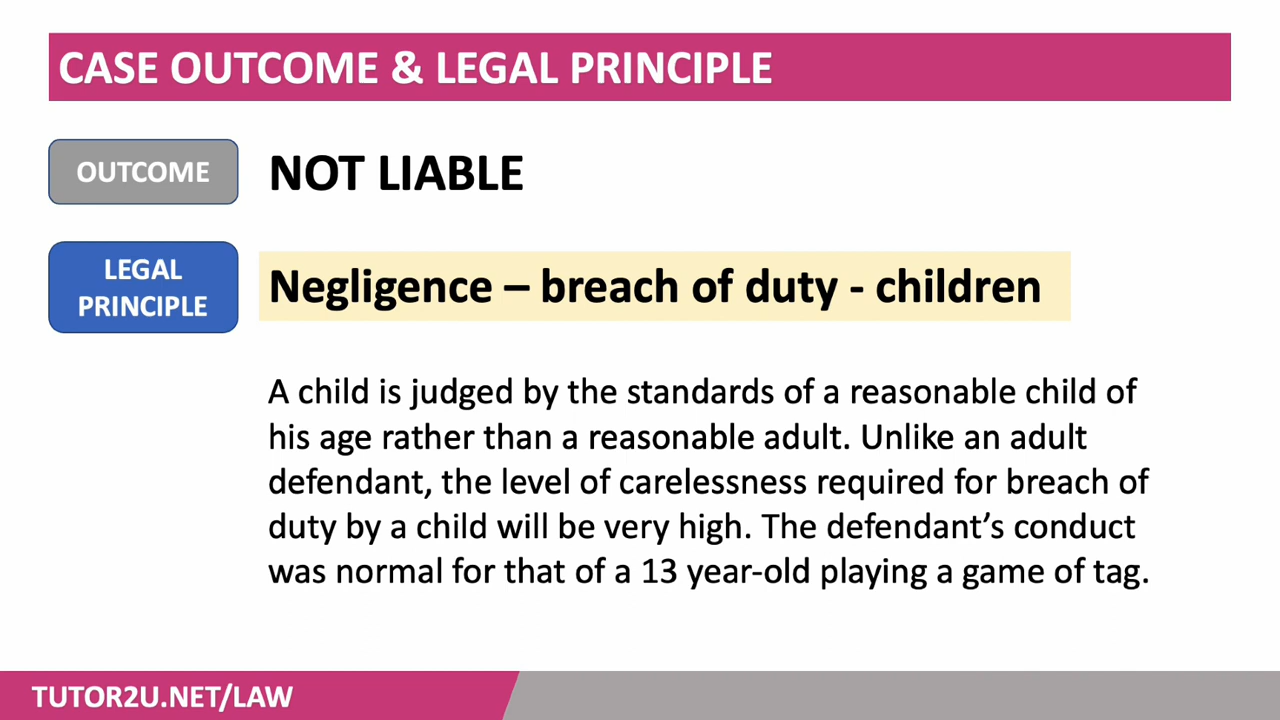 CASE OUTCOME & LEGAL PRINCIPLE
OUTCOME
NOT LIABLE
LEGAL
PRINCIPLE
Negligence – breach of duty - children
A child is judged by the standards of a reasonable child of
his age rather than a reasonable adult. Unlike an adult
defendant, the level of carelessness required for breach of
duty by a child will be very high. The defendant’s conduct
was normal for that of a 13 year-old playing a game of tag.
TUTOR2U.NET/LAW